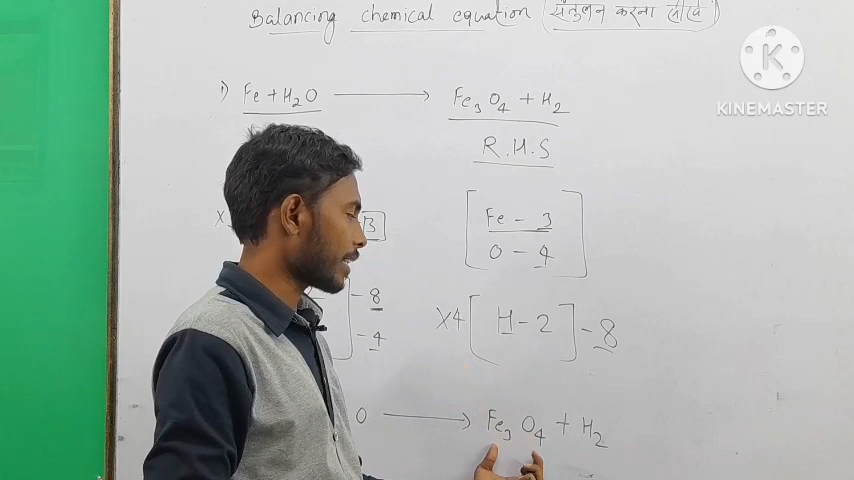 Balancing chemical equation (संतुलन करना सीखें)
K
KINEMASTER
1) Fe + H₂O ⟶ Fe₃O₄ + H₂
R.H.S
X 3 [Fe - 3
O - 4]
- 8
- 4
X4 [H - 2] - 8
O ⟶ Fe₃O₄ + H₂